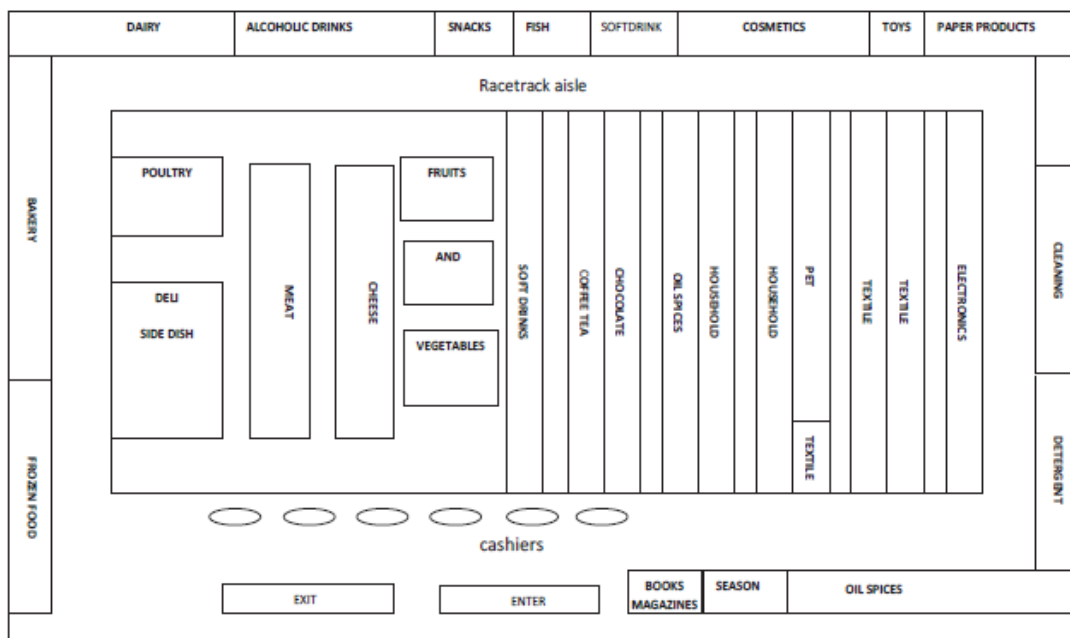 DAIRY
ALCOHOLIC DRINKS
SNACKS
FISH
SOFTDRINK
COSMETICS
TOYS
PAPER PRODUCTS
Racetrack aisle
BAKERY
FROZEN FOOD
POULTRY
DELI
SIDE DISH
MEAT
CHEESE
FRUITS
AND
VEGETABLES
SOFT DRINKS
COFFEE TEA
CHOCOLATE
OIL SPICES
HOUSEHOLD
HOUSEHOLD
PET
TEXTILE
TEXTILE
TEXTILE
ELECTRONICS
CLEANING
DETERGENT
cashiers
EXIT
ENTER
BOOKS
MAGAZINES
SEASON
OIL SPICES